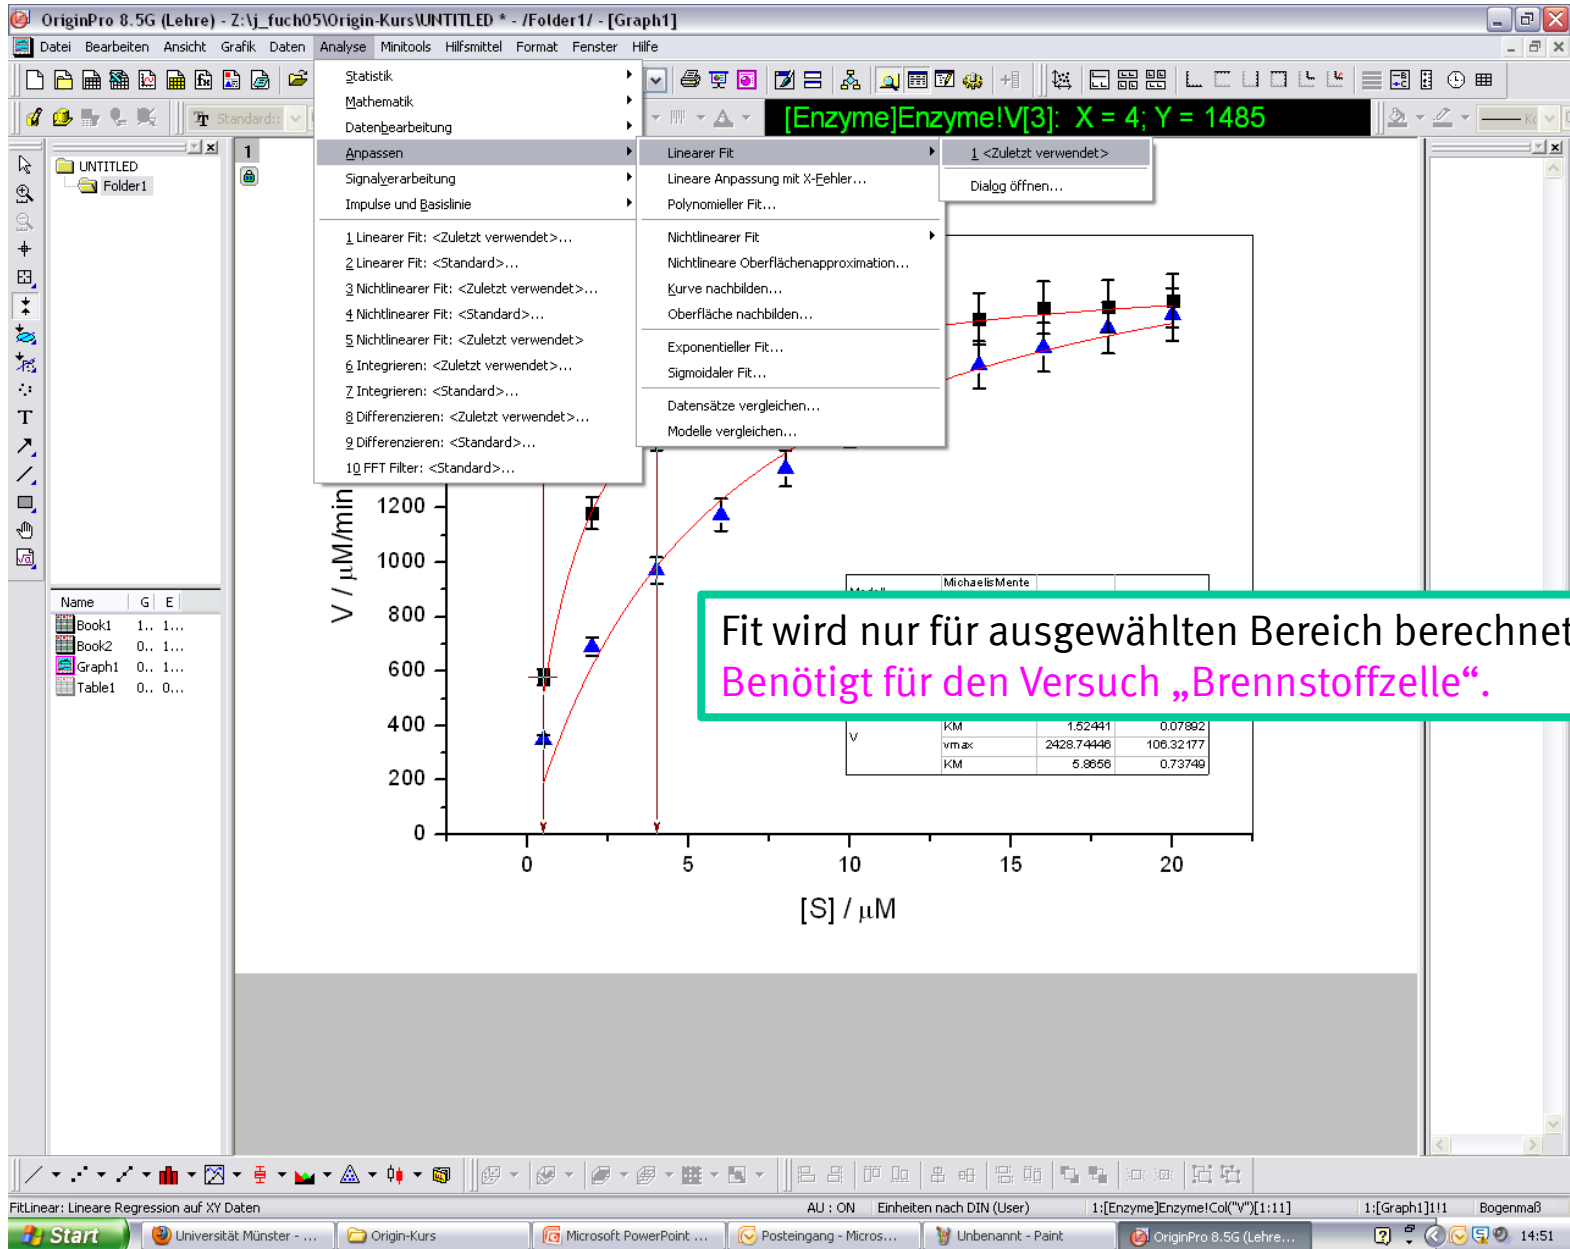 OriginPro 8.5G (Lehre) - Z:\j_fuch05\Origin-Kurs\UNTITLED * - /Folder1/ - [Graph1]
Datei Bearbeiten Ansicht Grafik Daten Analyse Minitools Hilfsmittel Format Fenster Hilfe
Standard::
[Enzyme]Enzyme!V[3]: X = 4; Y = 1485
UNTITLED
Folder1
1
Statistik
Mathematik
Datenbearbeitung
Anpassen
Signalverarbeitung
Impulse und Basislinie
1 Linearer Fit: <Zuletzt verwendet>...
2 Linearer Fit: <Standard>...
3 Nichtlinearer Fit: <Zuletzt verwendet>...
4 Nichtlinearer Fit: <Standard>...
5 Nichtlinearer Fit: <Zuletzt verwendet>
6 Integrieren: <Zuletzt verwendet>...
7 Integrieren: <Standard>...
8 Differenzieren: <Zuletzt verwendet>...
9 Differenzieren: <Standard>...
10 FFT Filter: <Standard>...
Linearer Fit
Lineare Anpassung mit X-Fehler...
Polynomieller Fit...
Nichtlinearer Fit
Nichtlineare Oberflächenapproximation...
Kurve nachbilden...
Oberfläche nachbilden...
Exponentieller Fit...
Sigmoidaler Fit...
Datensätze vergleichen...
Modelle vergleichen...
1 <Zuletzt verwendet>
Dialog öffnen...
V / µM/min
1200
1000
800
600
400
200
0
0 5 10 15 20
[S] / µM
MichaelisMente
Fit wird nur für ausgewählten Bereich berechnet
Benötigt für den Versuch „Brennstoffzelle“.
KM 1.52441 0.07892
V
vmax 2428.74446 106.32177
KM 5.8656 0.73749
Name G E
Book1 1.. 1...
Book2 0.. 1...
Graph1 0.. 1...
Table1 0.. 0...
FitLinear: Lineare Regression auf XY Daten
AU : ON Einheiten nach DIN (User) 1:[Enzyme]Enzyme!Col("V")[1:11] 1:[Graph1]1!1 Bogenmaß
Start Universität Münster - ... Origin-Kurs Microsoft PowerPoint ... Posteingang - Micros... Unbenannt - Paint OriginPro 8.5G (Lehre... 14:51